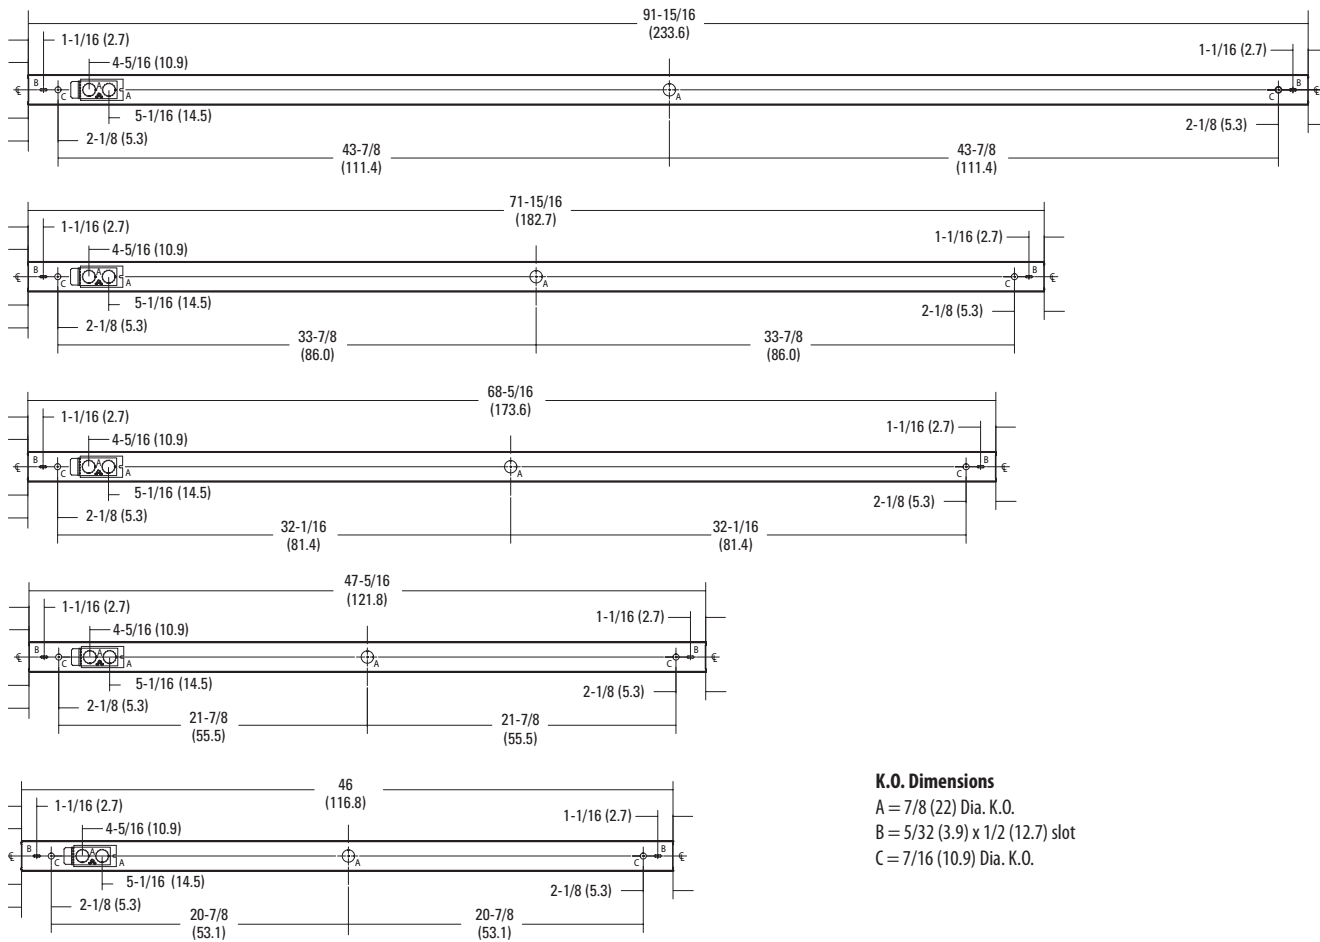 91-15/16
(233.6)
1-1/16 (2.7)
1-1/16 (2.7)
4-5/16 (10.9)
B
A
B
℄
C
A
A
C
℄
5-1/16 (14.5)
2-1/8 (5.3)
2-1/8 (5.3)
43-7/8
(111.4)
43-7/8
(111.4)
71-15/16
(182.7)
1-1/16 (2.7)
1-1/16 (2.7)
4-5/16 (10.9)
B
A
B
℄
C
A
A
C
℄
5-1/16 (14.5)
2-1/8 (5.3)
2-1/8 (5.3)
33-7/8
(86.0)
33-7/8
(86.0)
68-5/16
(173.6)
1-1/16 (2.7)
1-1/16 (2.7)
4-5/16 (10.9)
B
A
B
℄
C
A
A
C
℄
5-1/16 (14.5)
2-1/8 (5.3)
2-1/8 (5.3)
32-1/16
(81.4)
32-1/16
(81.4)
47-5/16
(121.8)
1-1/16 (2.7)
1-1/16 (2.7)
4-5/16 (10.9)
B
A
B
℄
C
A
A
C
℄
5-1/16 (14.5)
2-1/8 (5.3)
2-1/8 (5.3)
21-7/8
(55.5)
21-7/8
(55.5)
46
(116.8)
1-1/16 (2.7)
1-1/16 (2.7)
4-5/16 (10.9)
B
A
B
℄
C
A
A
C
℄
5-1/16 (14.5)
2-1/8 (5.3)
2-1/8 (5.3)
20-7/8
(53.1)
20-7/8
(53.1)
K.O. Dimensions
A = 7/8 (22) Dia. K.O.
B = 5/32 (3.9) x 1/2 (12.7) slot
C = 7/16 (10.9) Dia. K.O.